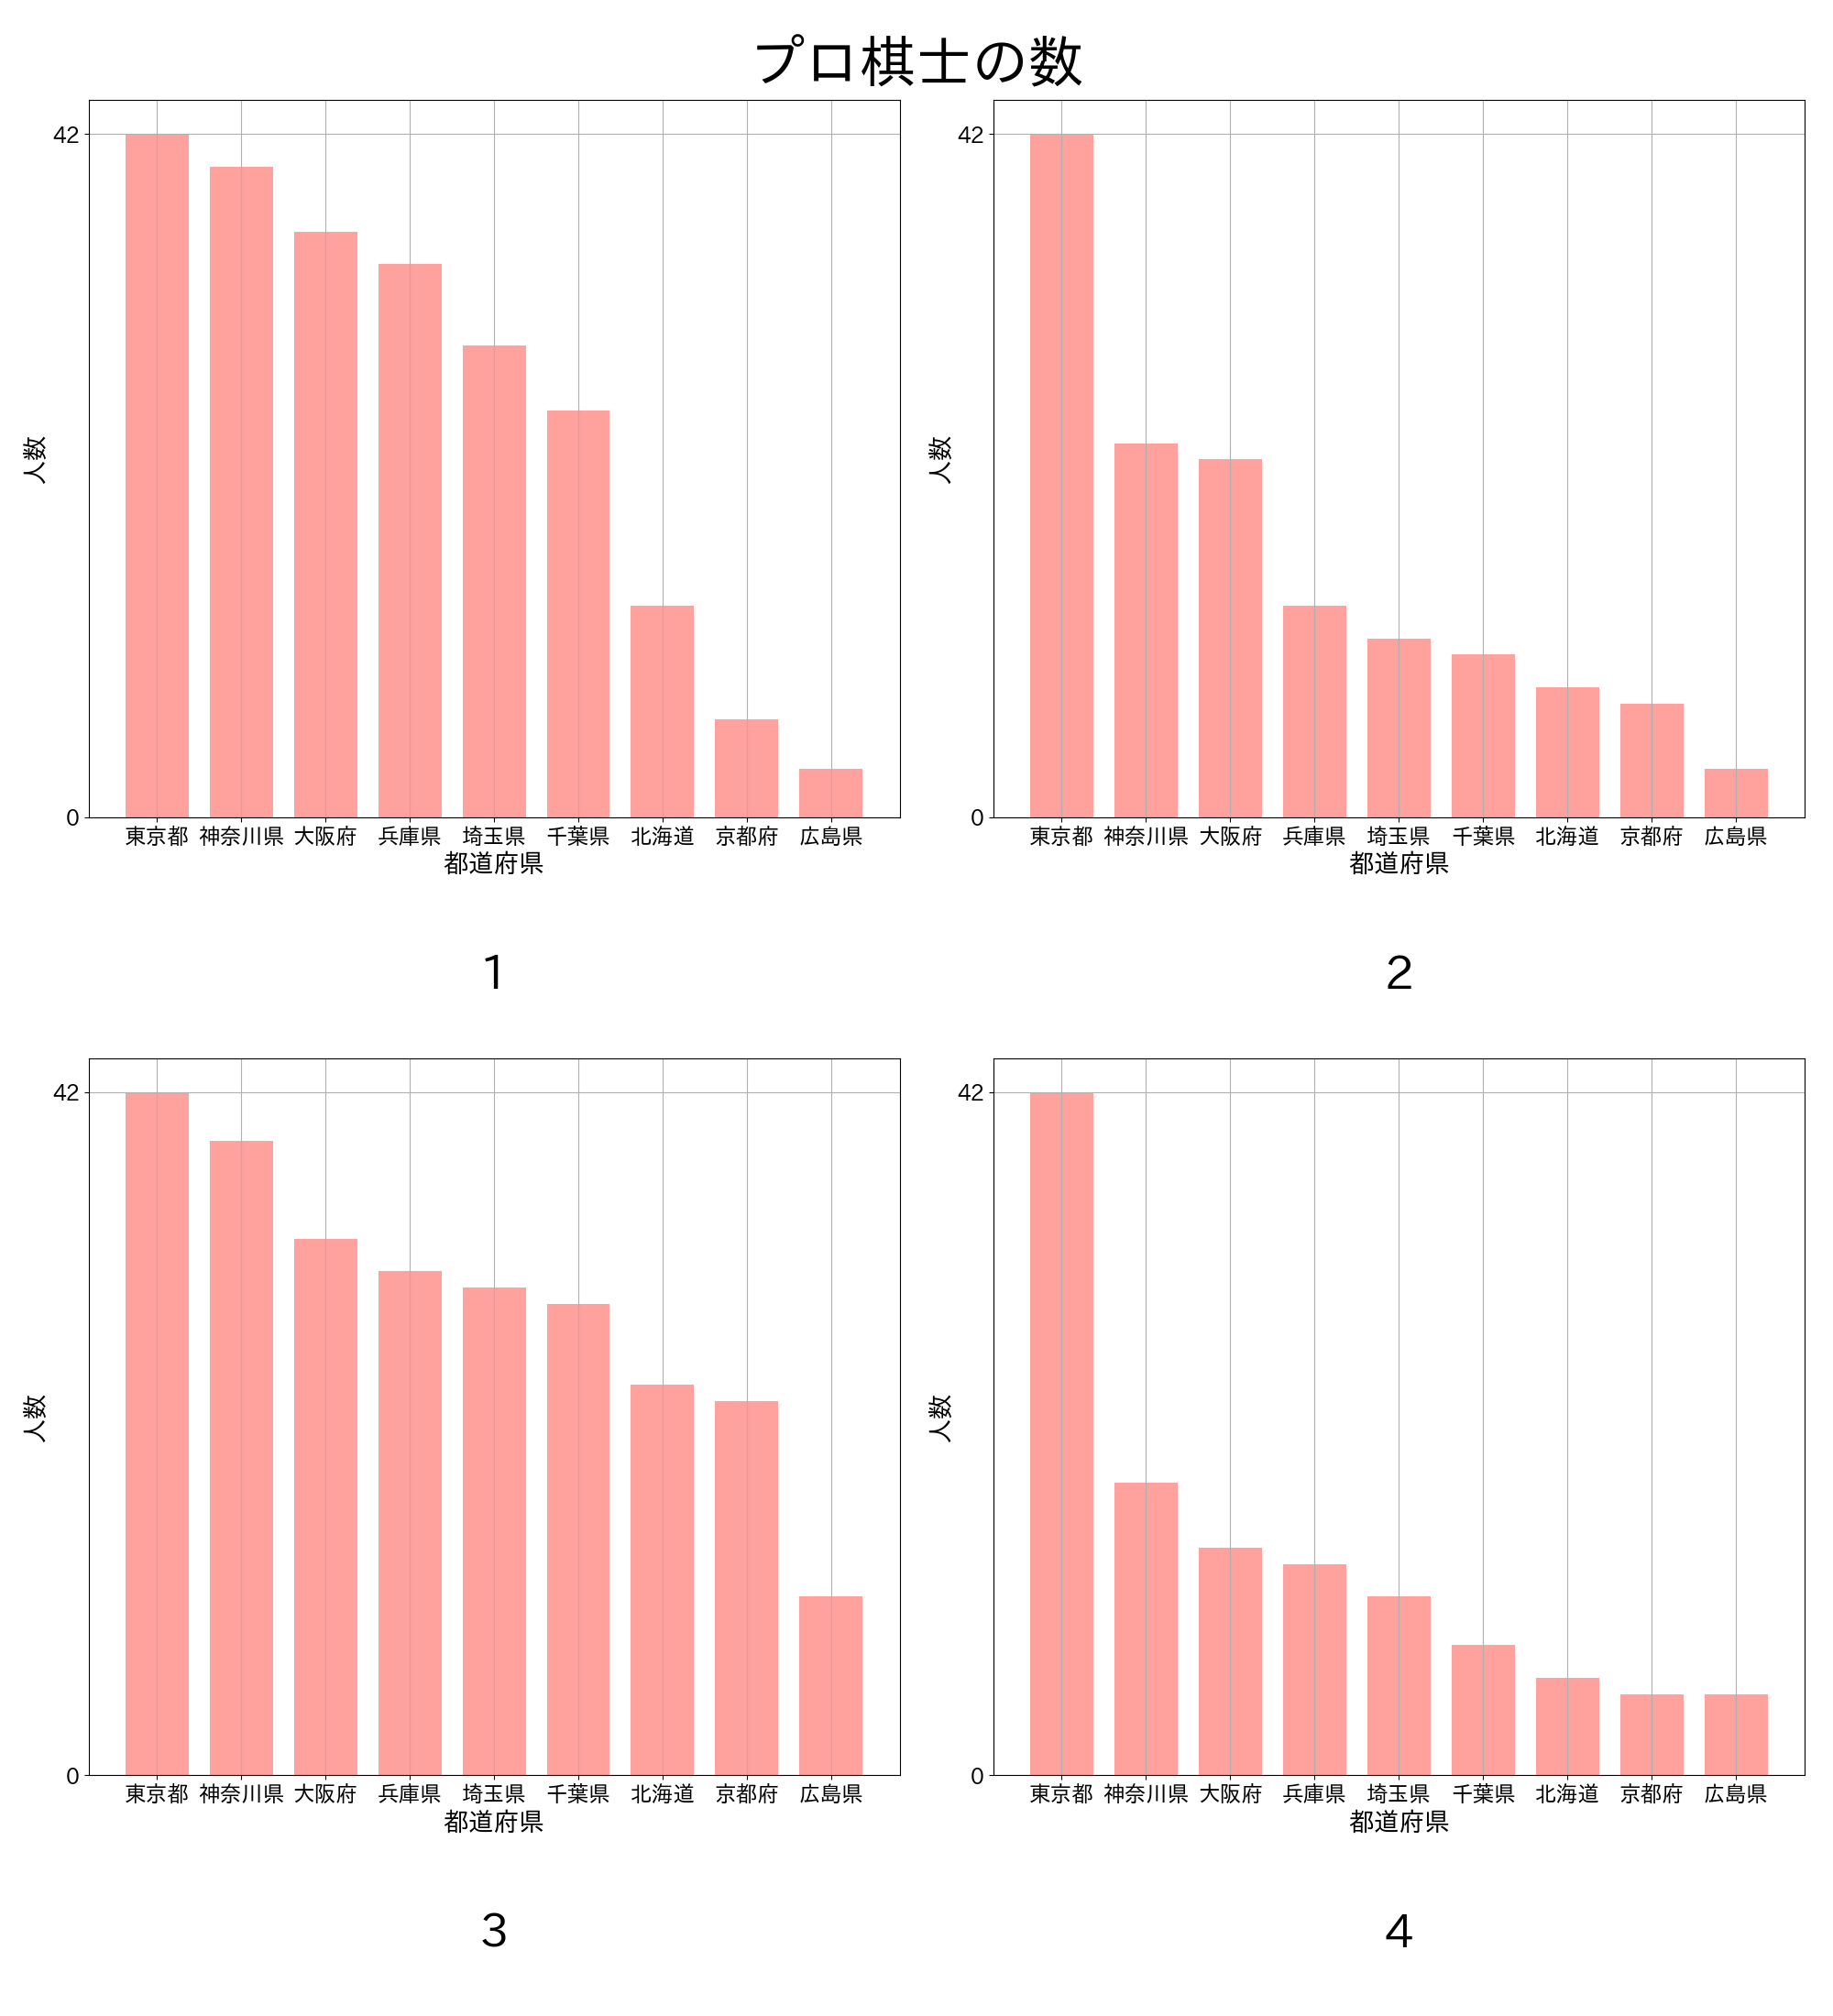 プロ棋士の数
42
0
人数
東京都 神奈川県 大阪府 兵庫県 埼玉県 千葉県 北海道 京都府 広島県
都道府県
1
42
0
人数
東京都 神奈川県 大阪府 兵庫県 埼玉県 千葉県 北海道 京都府 広島県
都道府県
2
42
0
人数
東京都 神奈川県 大阪府 兵庫県 埼玉県 千葉県 北海道 京都府 広島県
都道府県
3
42
0
人数
東京都 神奈川県 大阪府 兵庫県 埼玉県 千葉県 北海道 京都府 広島県
都道府県
4